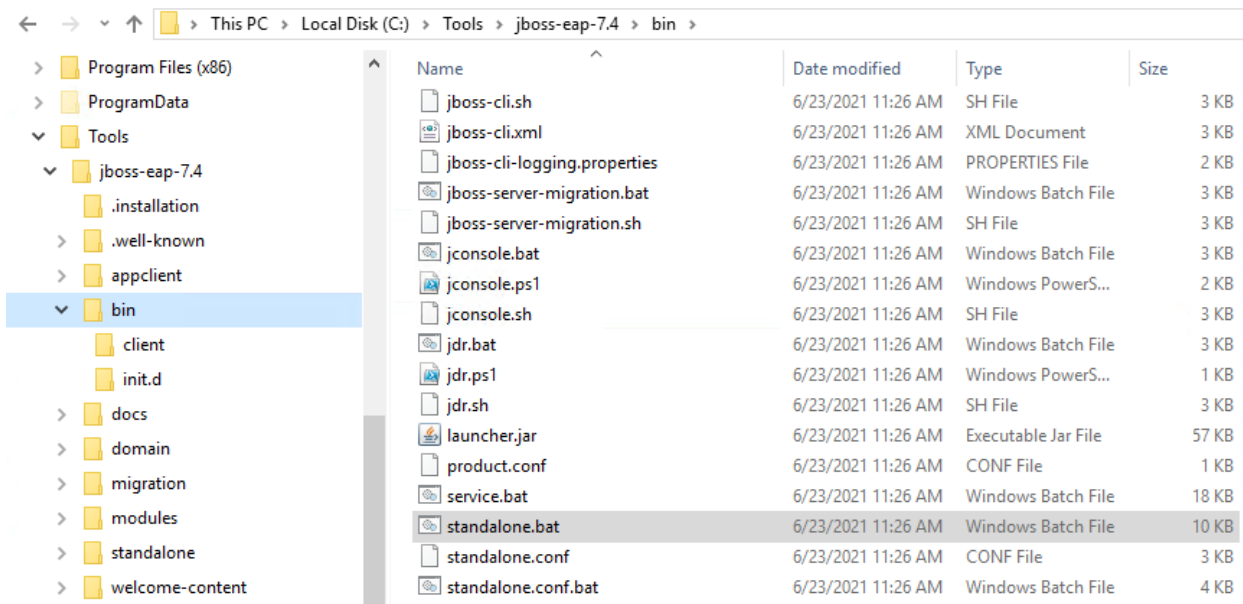 This PC > Local Disk (C:) > Tools > jboss-eap-7.4 > bin >
Program Files (x86)
ProgramData
Tools
jboss-eap-7.4
.installation
.well-known
appclient
bin
client
init.d
docs
domain
migration
modules
standalone
welcome-content
Name Date modified Type Size
jboss-cli.sh 6/23/2021 11:26 AM SH File 3 KB
jboss-cli.xml 6/23/2021 11:26 AM XML Document 3 KB
jboss-cli-logging.properties 6/23/2021 11:26 AM PROPERTIES File 2 KB
jboss-server-migration.bat 6/23/2021 11:26 AM Windows Batch File 3 KB
jboss-server-migration.sh 6/23/2021 11:26 AM SH File 3 KB
jconsole.bat 6/23/2021 11:26 AM Windows Batch File 3 KB
jconsole.ps1 6/23/2021 11:26 AM Windows PowerS... 2 KB
jconsole.sh 6/23/2021 11:26 AM SH File 3 KB
jdr.bat 6/23/2021 11:26 AM Windows Batch File 3 KB
jdr.ps1 6/23/2021 11:26 AM Windows PowerS... 1 KB
jdr.sh 6/23/2021 11:26 AM SH File 3 KB
launcher.jar 6/23/2021 11:26 AM Executable Jar File 57 KB
product.conf 6/23/2021 11:26 AM CONF File 1 KB
service.bat 6/23/2021 11:26 AM Windows Batch File 18 KB
standalone.bat 6/23/2021 11:26 AM Windows Batch File 10 KB
standalone.conf 6/23/2021 11:26 AM CONF File 3 KB
standalone.conf.bat 6/23/2021 11:26 AM Windows Batch File 4 KB